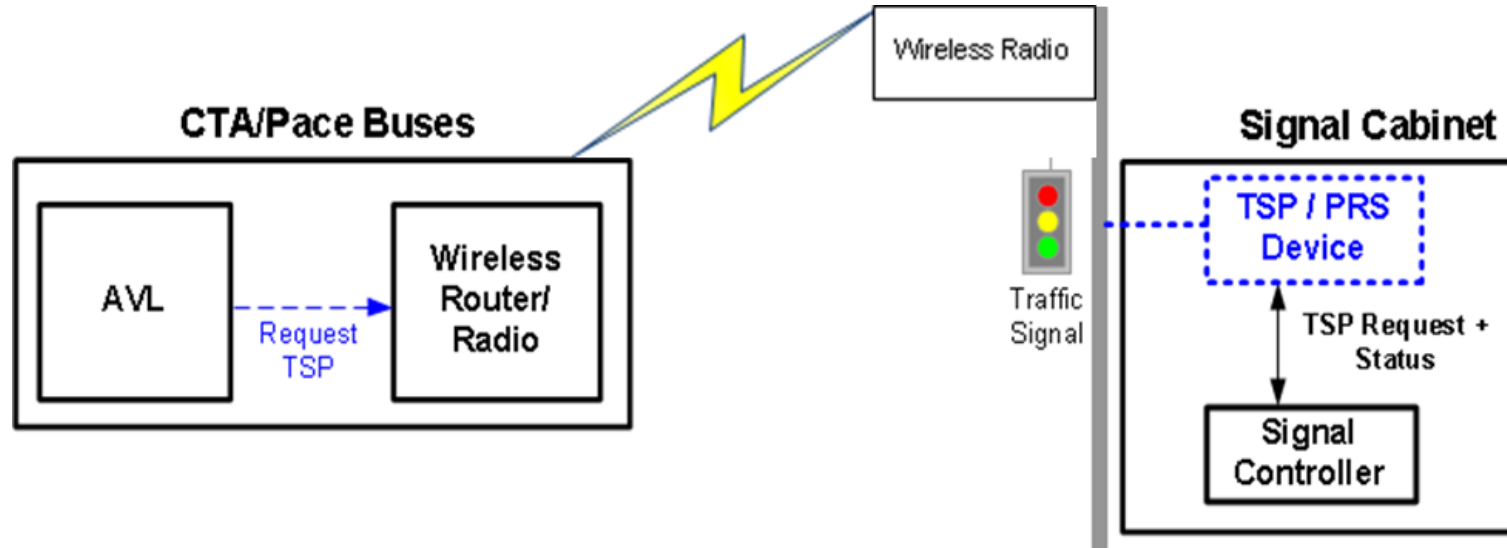 CTA/Pace Buses
AVL
Request
TSP
Wireless
Router/
Radio
Wireless Radio
Traffic
Signal
Signal Cabinet
TSP / PRS
Device
TSP Request +
Status
Signal
Controller